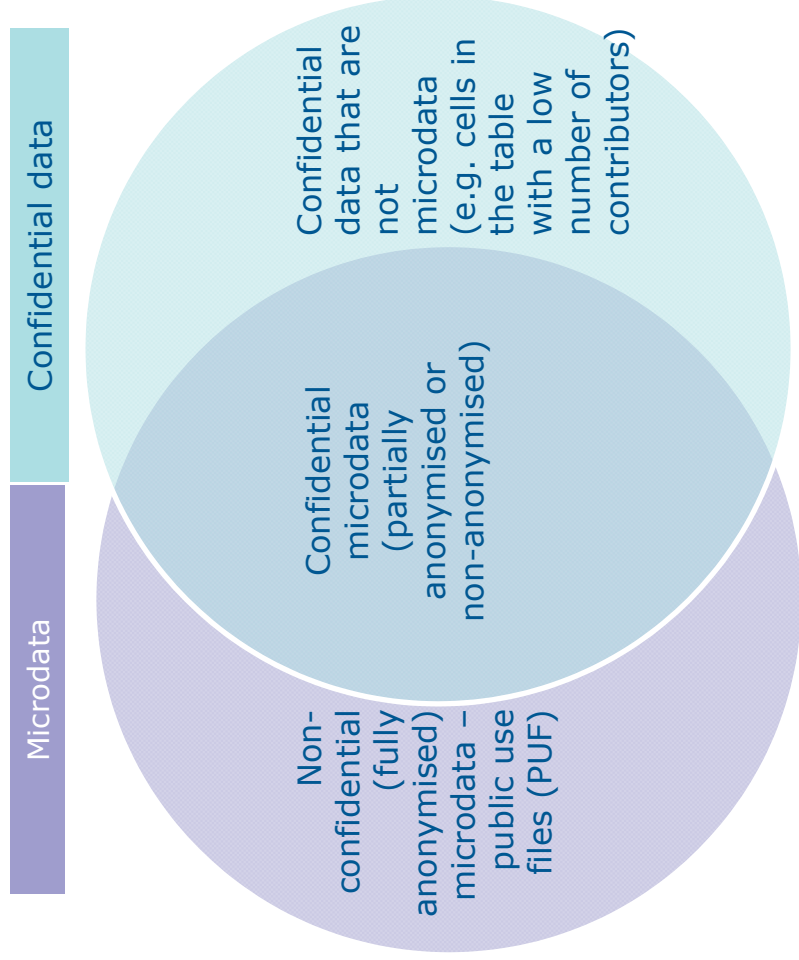 Microdata
Confidential data
Non-
confidential
(fully
anonymised)
microdata –
public use
files (PUF)
Confidential
microdata
(partially
anonymised or
non-anonymised)
Confidential
data that are
not
microdata
(e.g. cells in
the table
with a low
number of
contributors)